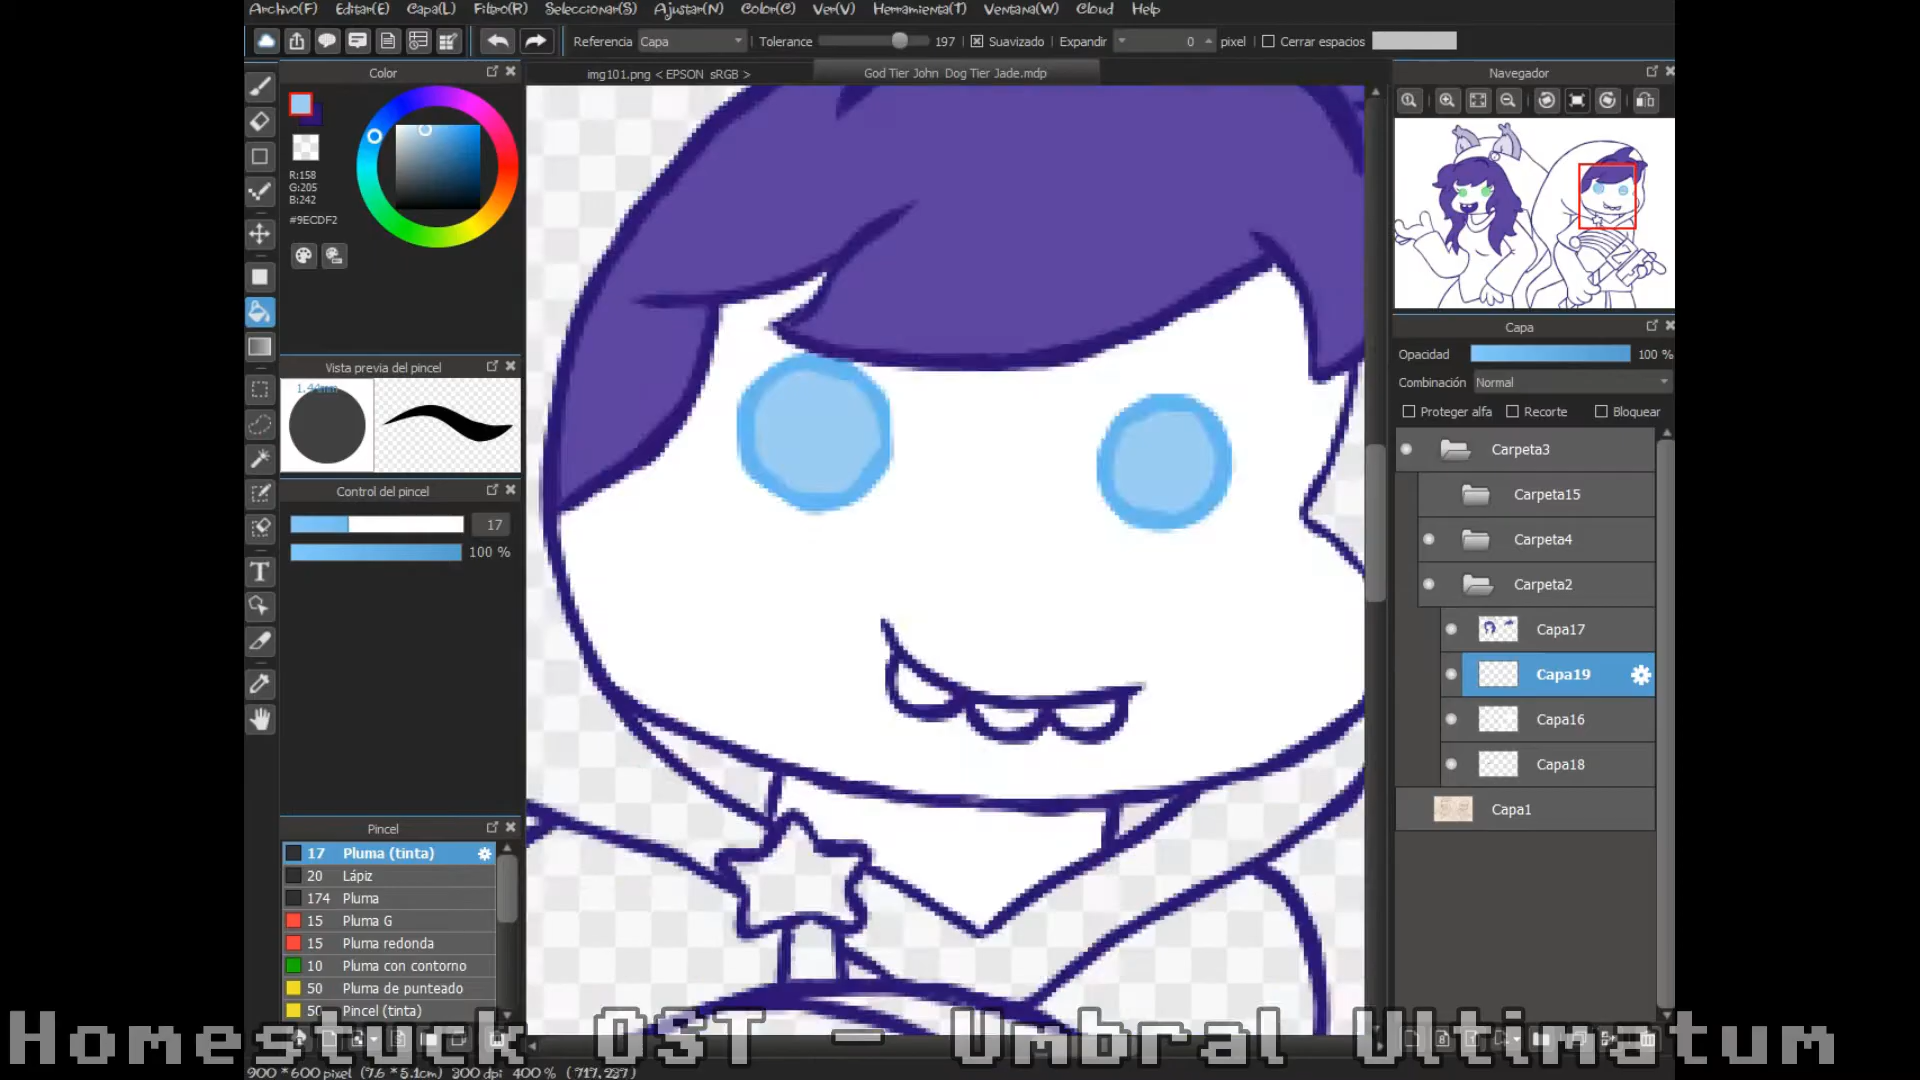 Archivo(F) Editar(E) Capa(L) Filtro(R) Seleccionar(S) Ajustar(N) Color(C) Ver(V) Herramienta(T) Ventana(W) Cloud Help
Referencia Capa Tolerance 197 Suavizado Expandir 0 pixel Cerrar espacios
Color
img101.png < EPSON sRGB >
God Tier John Dog Tier Jade.mdp
Navegador
R:158
G:205
B:242
#9ECDF2
Vista previa del pincel
1.44mm
Control del pincel
17
100 %
Capa
Opacidad 100 %
Combinación Normal
Proteger alfa Recorte Bloquear
Carpeta3
Carpeta15
Carpeta4
Carpeta2
Capa17
Capa19
Capa16
Capa18
Capa1
Pincel
17 Pluma (tinta)
20 Lápiz
174 Pluma
15 Pluma G
15 Pluma redonda
10 Pluma con contorno
50 Pluma de punteado
50 Pincel (tinta)
Homestuck OST - Umbral Ultimatum
900 * 600 pixel (7.6 * 5.1cm) 300 dpi 400 % ( 717, 227 )